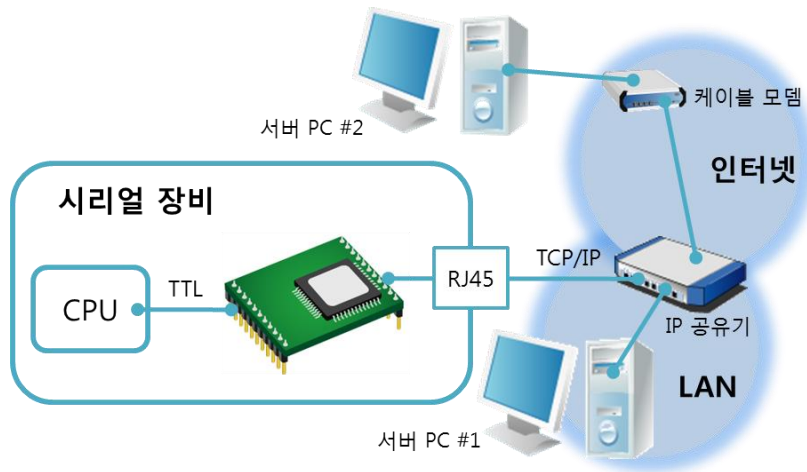 서버 PC #2
케이블 모뎀
인터넷
시리얼 장비
CPU
TTL
RJ45
TCP/IP
IP 공유기
LAN
서버 PC #1